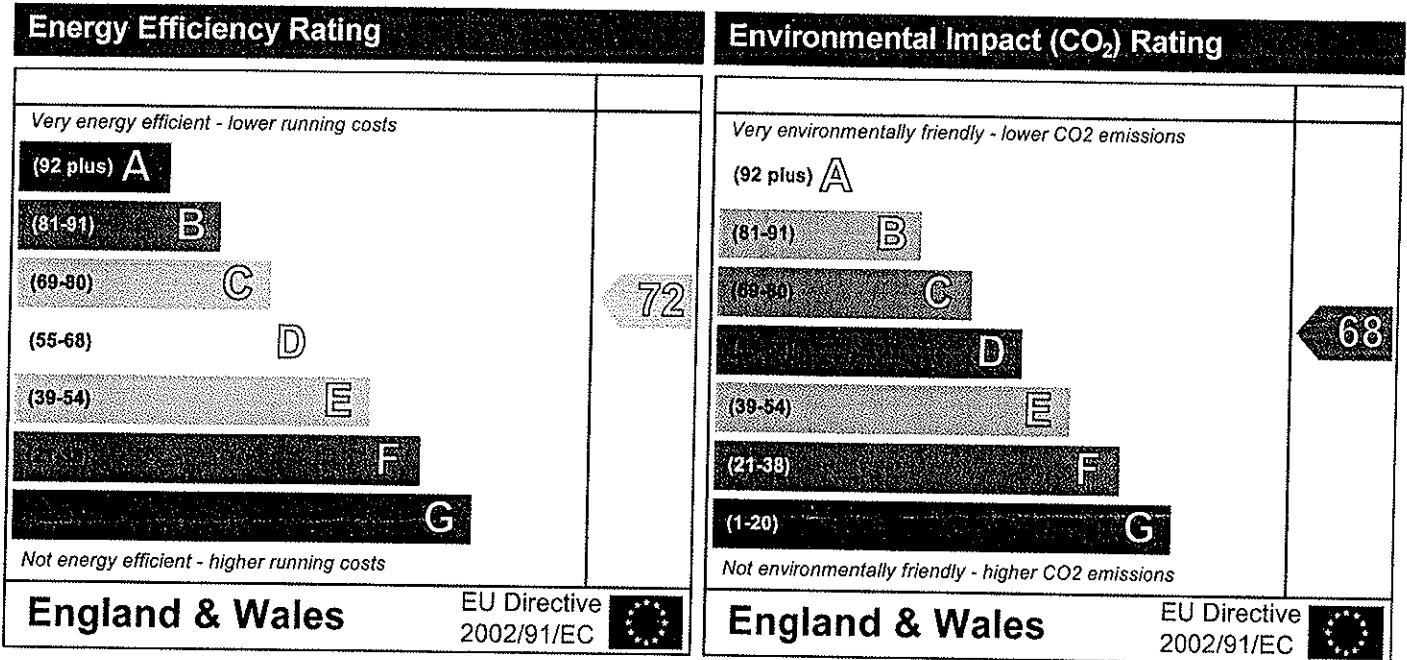 Energy Efficiency Rating
Very energy efficient - lower running costs
(92 plus) A
(81-91) B
(69-80) C
72
(55-68) D
(39-54) E
F
G
Not energy efficient - higher running costs
England & Wales
EU Directive
2002/91/EC
Environmental Impact (CO₂) Rating
Very environmentally friendly - lower CO2 emissions
(92 plus) A
(81-91) B
(69-80) C
D
68
(39-54) E
(21-38) F
(1-20) G
Not environmentally friendly - higher CO2 emissions
England & Wales
EU Directive
2002/91/EC